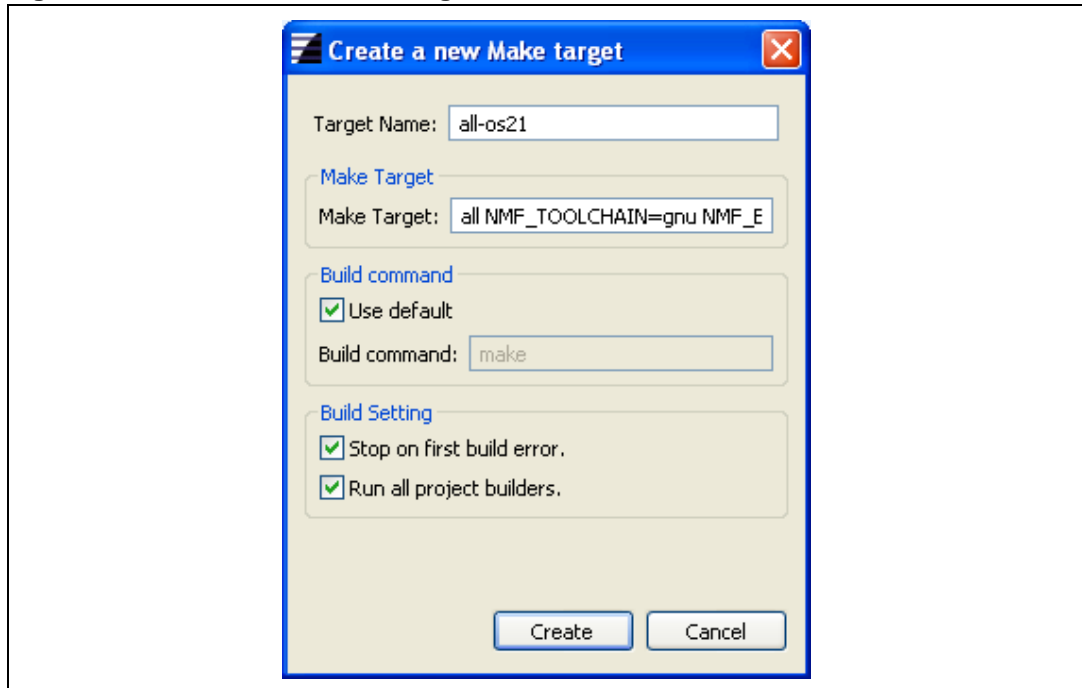 Create a new Make target
Target Name: all-os21
Make Target
Make Target: all NMF_TOOLCHAIN=gnu NMF_E
Build command
Use default
Build command: make
Build Setting
Stop on first build error.
Run all project builders.
Create Cancel